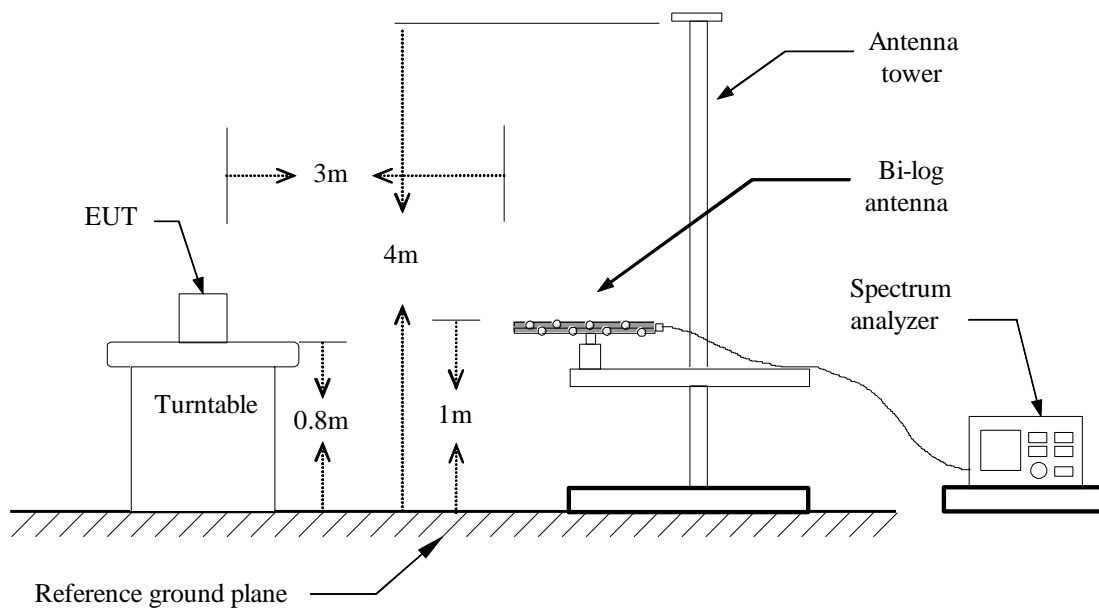 Antenna
tower
3m
Bi-log
antenna
EUT
4m
Spectrum
analyzer
Turntable
0.8m
1m
Reference ground plane